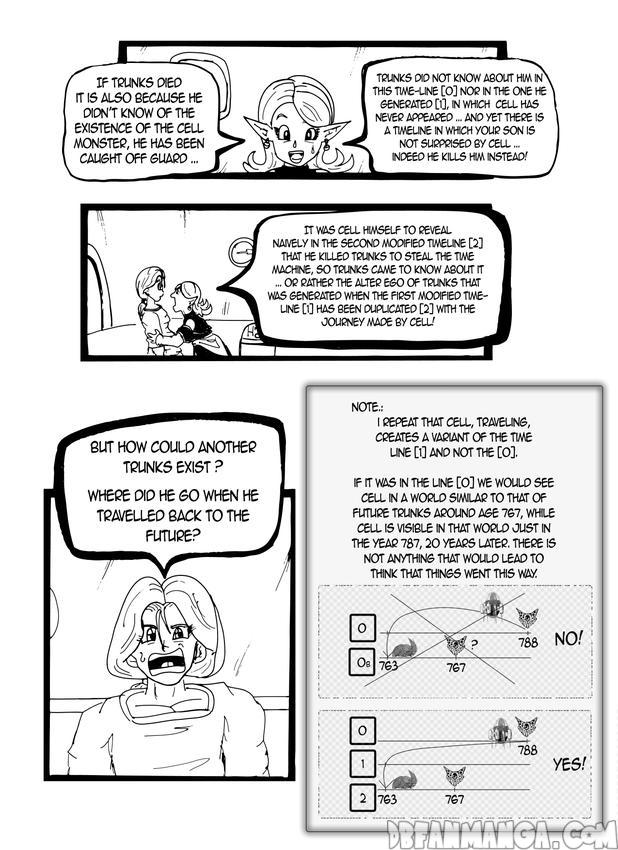 IF TRUNKS DIED
IT IS ALSO BECAUSE HE
DIDN'T KNOW OF THE
EXISTENCE OF THE CELL
MONSTER, HE HAS BEEN
CAUGHT OFF GUARD ...
TRUNKS DID NOT KNOW ABOUT HIM IN
THIS TIME-LINE [0] NOR IN THE ONE HE
GENERATED [1], IN WHICH CELL HAS
NEVER APPEARED ... AND YET THERE IS
A TIMELINE IN WHICH YOUR SON IS
NOT SURPRISED BY CELL ...
INDEED HE KILLS HIM INSTEAD!
IT WAS CELL HIMSELF TO REVEAL
NAIVELY IN THE SECOND MODIFIED TIMELINE [2]
THAT HE KILLED TRUNKS TO STEAL THE TIME
MACHINE, SO TRUNKS CAME TO KNOW ABOUT IT
... OR RATHER THE ALTER EGO OF TRUNKS THAT
WAS GENERATED WHEN THE FIRST MODIFIED TIME-
LINE [1] HAS BEEN DUPLICATED [2] WITH THE
JOURNEY MADE BY CELL!
BUT HOW COULD ANOTHER
TRUNKS EXIST ?
WHERE DID HE GO WHEN HE
TRAVELLED BACK TO THE
FUTURE?
NOTE.:
I REPEAT THAT CELL, TRAVELING,
CREATES A VARIANT OF THE TIME
LINE [1] AND NOT THE [0].
IF IT WAS IN THE LINE [0] WE WOULD SEE
CELL IN A WORLD SIMILAR TO THAT OF
FUTURE TRUNKS AROUND AGE 767, WHILE
CELL IS VISIBLE IN THAT WORLD JUST IN
THE YEAR 787, 20 YEARS LATER. THERE IS
NOT ANYTHING THAT WOULD LEAD TO
THINK THAT THINGS WENT THIS WAY.
0
788
NO!
?
0B
763
767
0
788
1
YES!
2
763
767
DBFANMANGA.COM